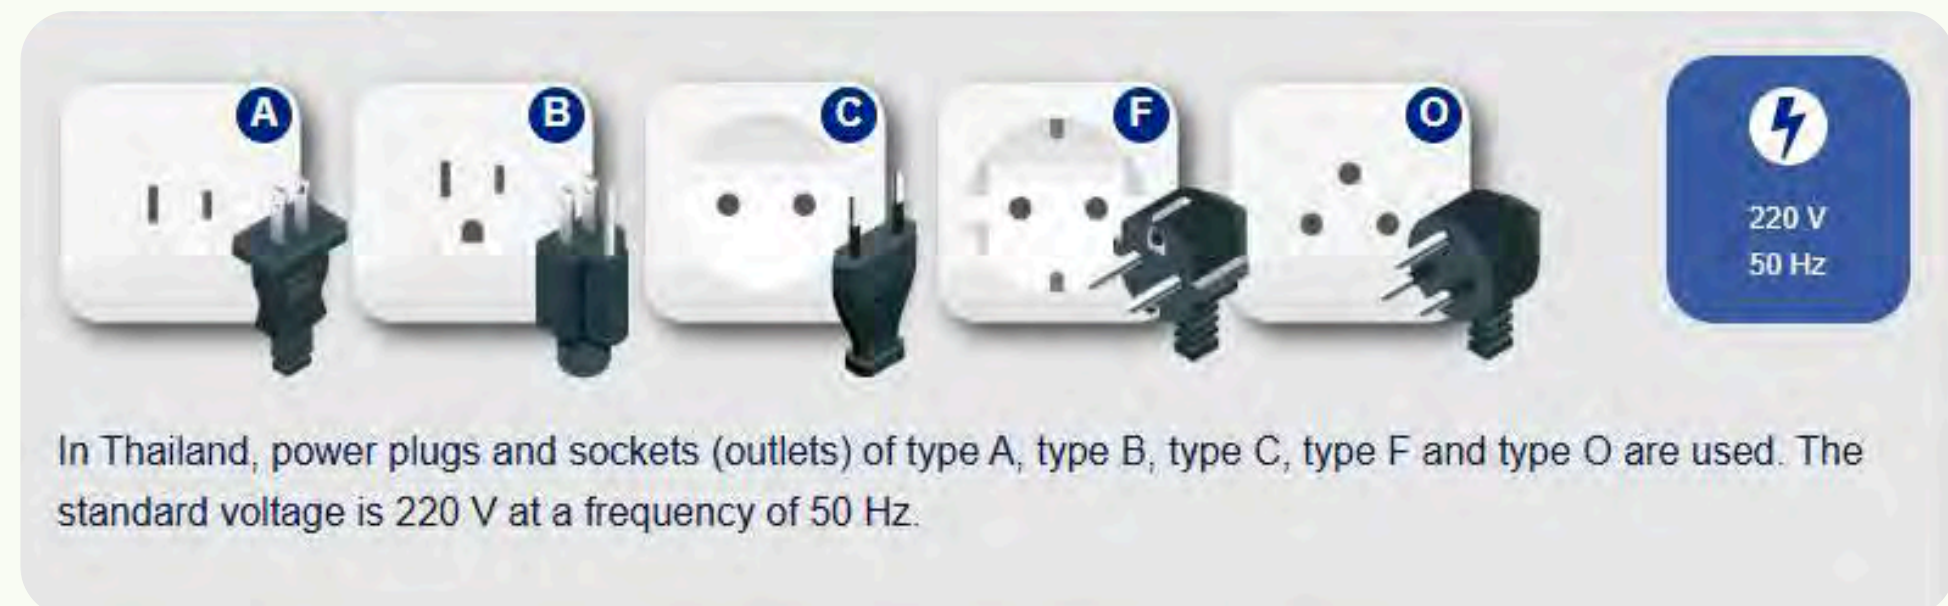 A B C F O
220 V
50 Hz
In Thailand, power plugs and sockets (outlets) of type A, type B, type C, type F and type O are used. The
standard voltage is 220 V at a frequency of 50 Hz.